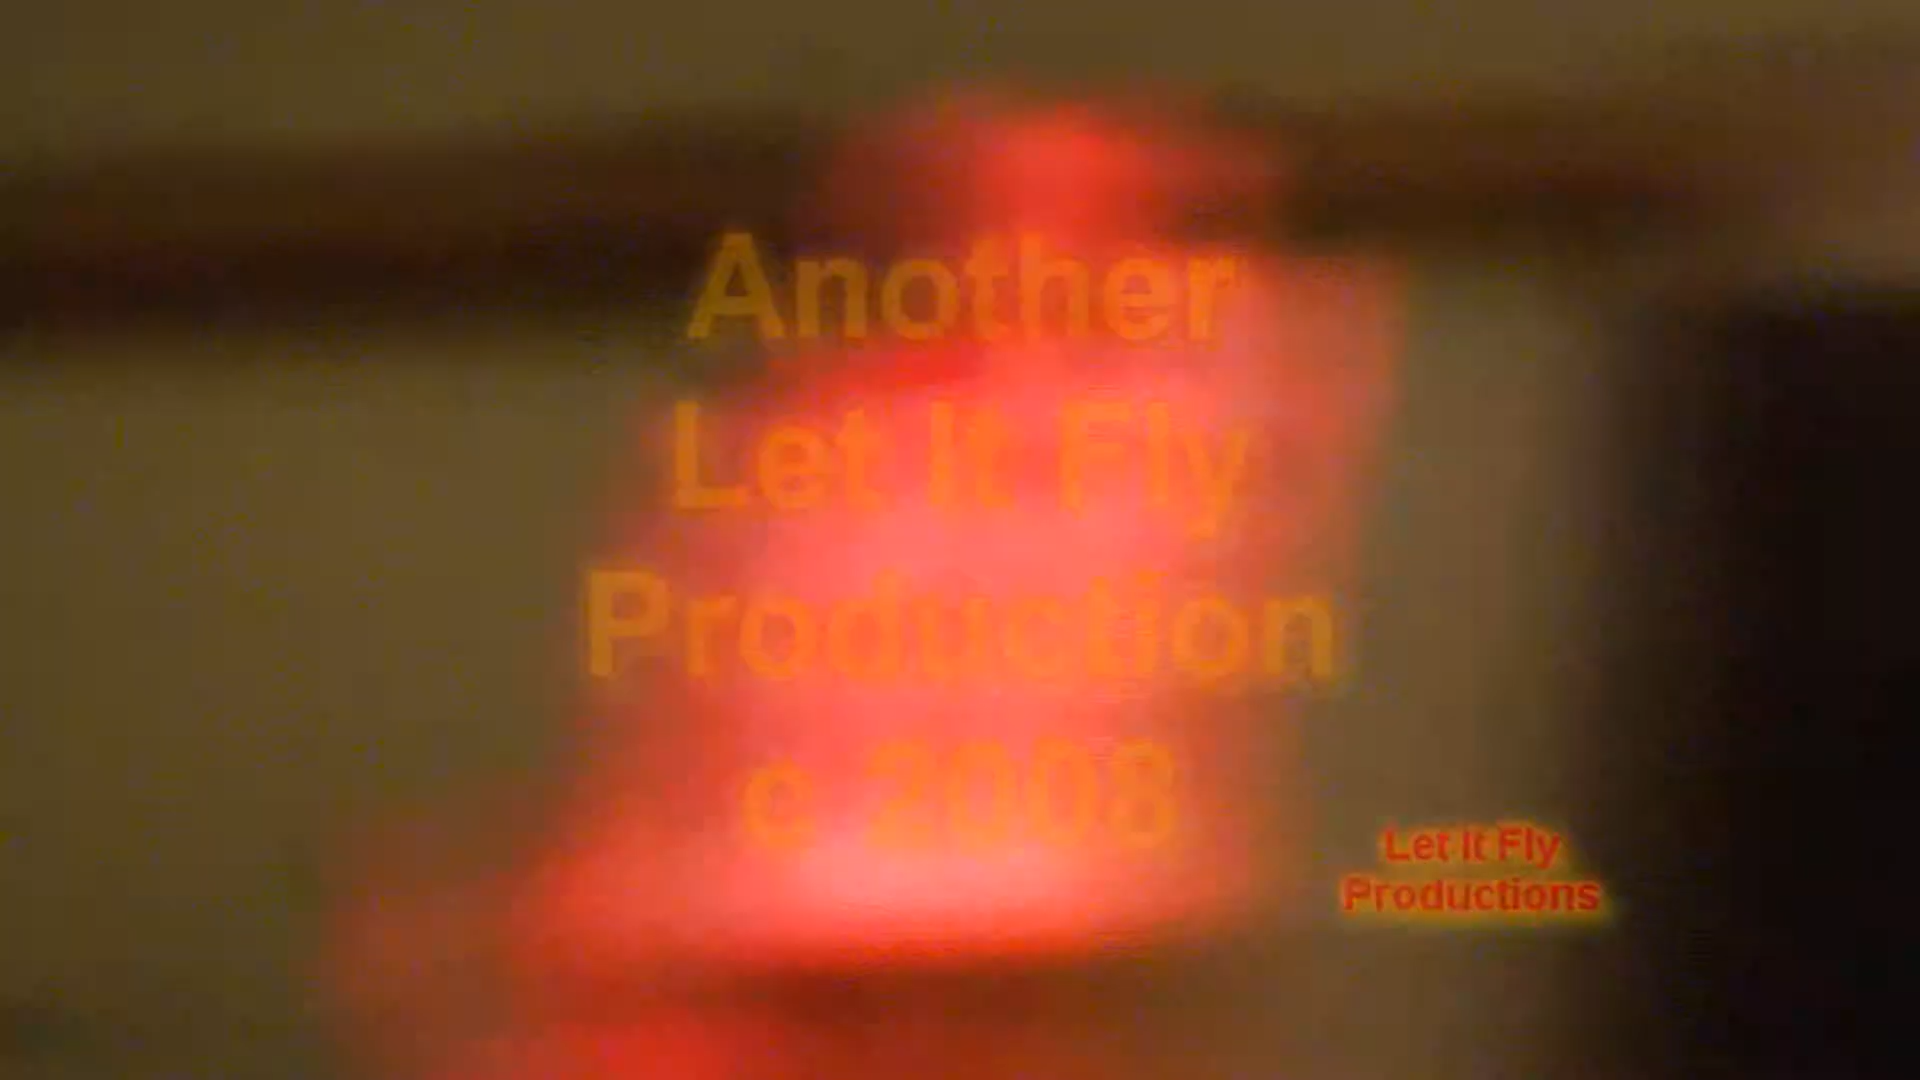 Another
Let It Fly
Production
c 2008
Let It Fly
Productions